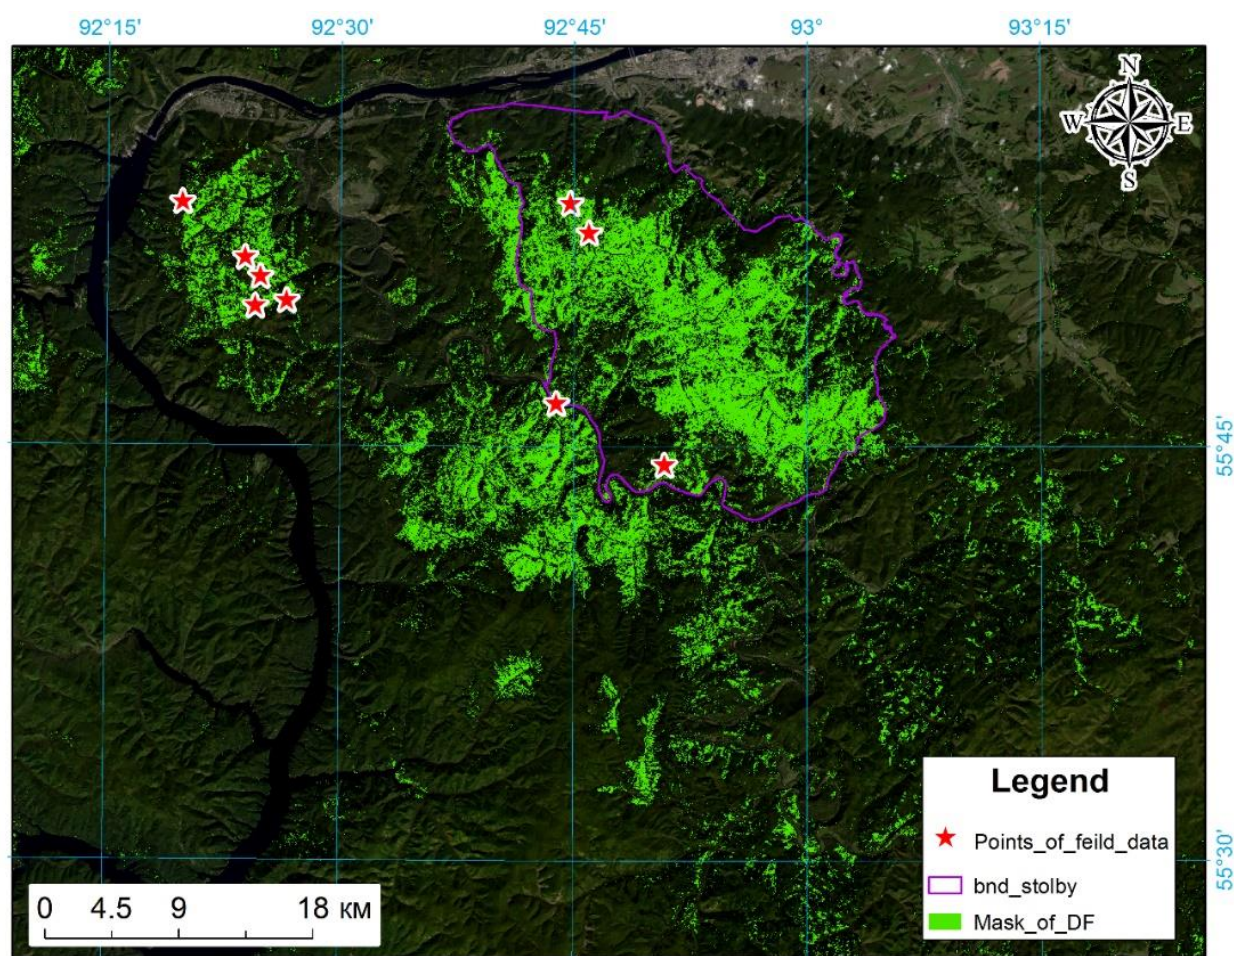 92°15' 92°30' 92°45' 93° 93°15'
N
W E
S
55°45'
Legend
Points_of_feild_data
bnd_stolby
Mask_of_DF
55°30'
0 4.5 9 18 км